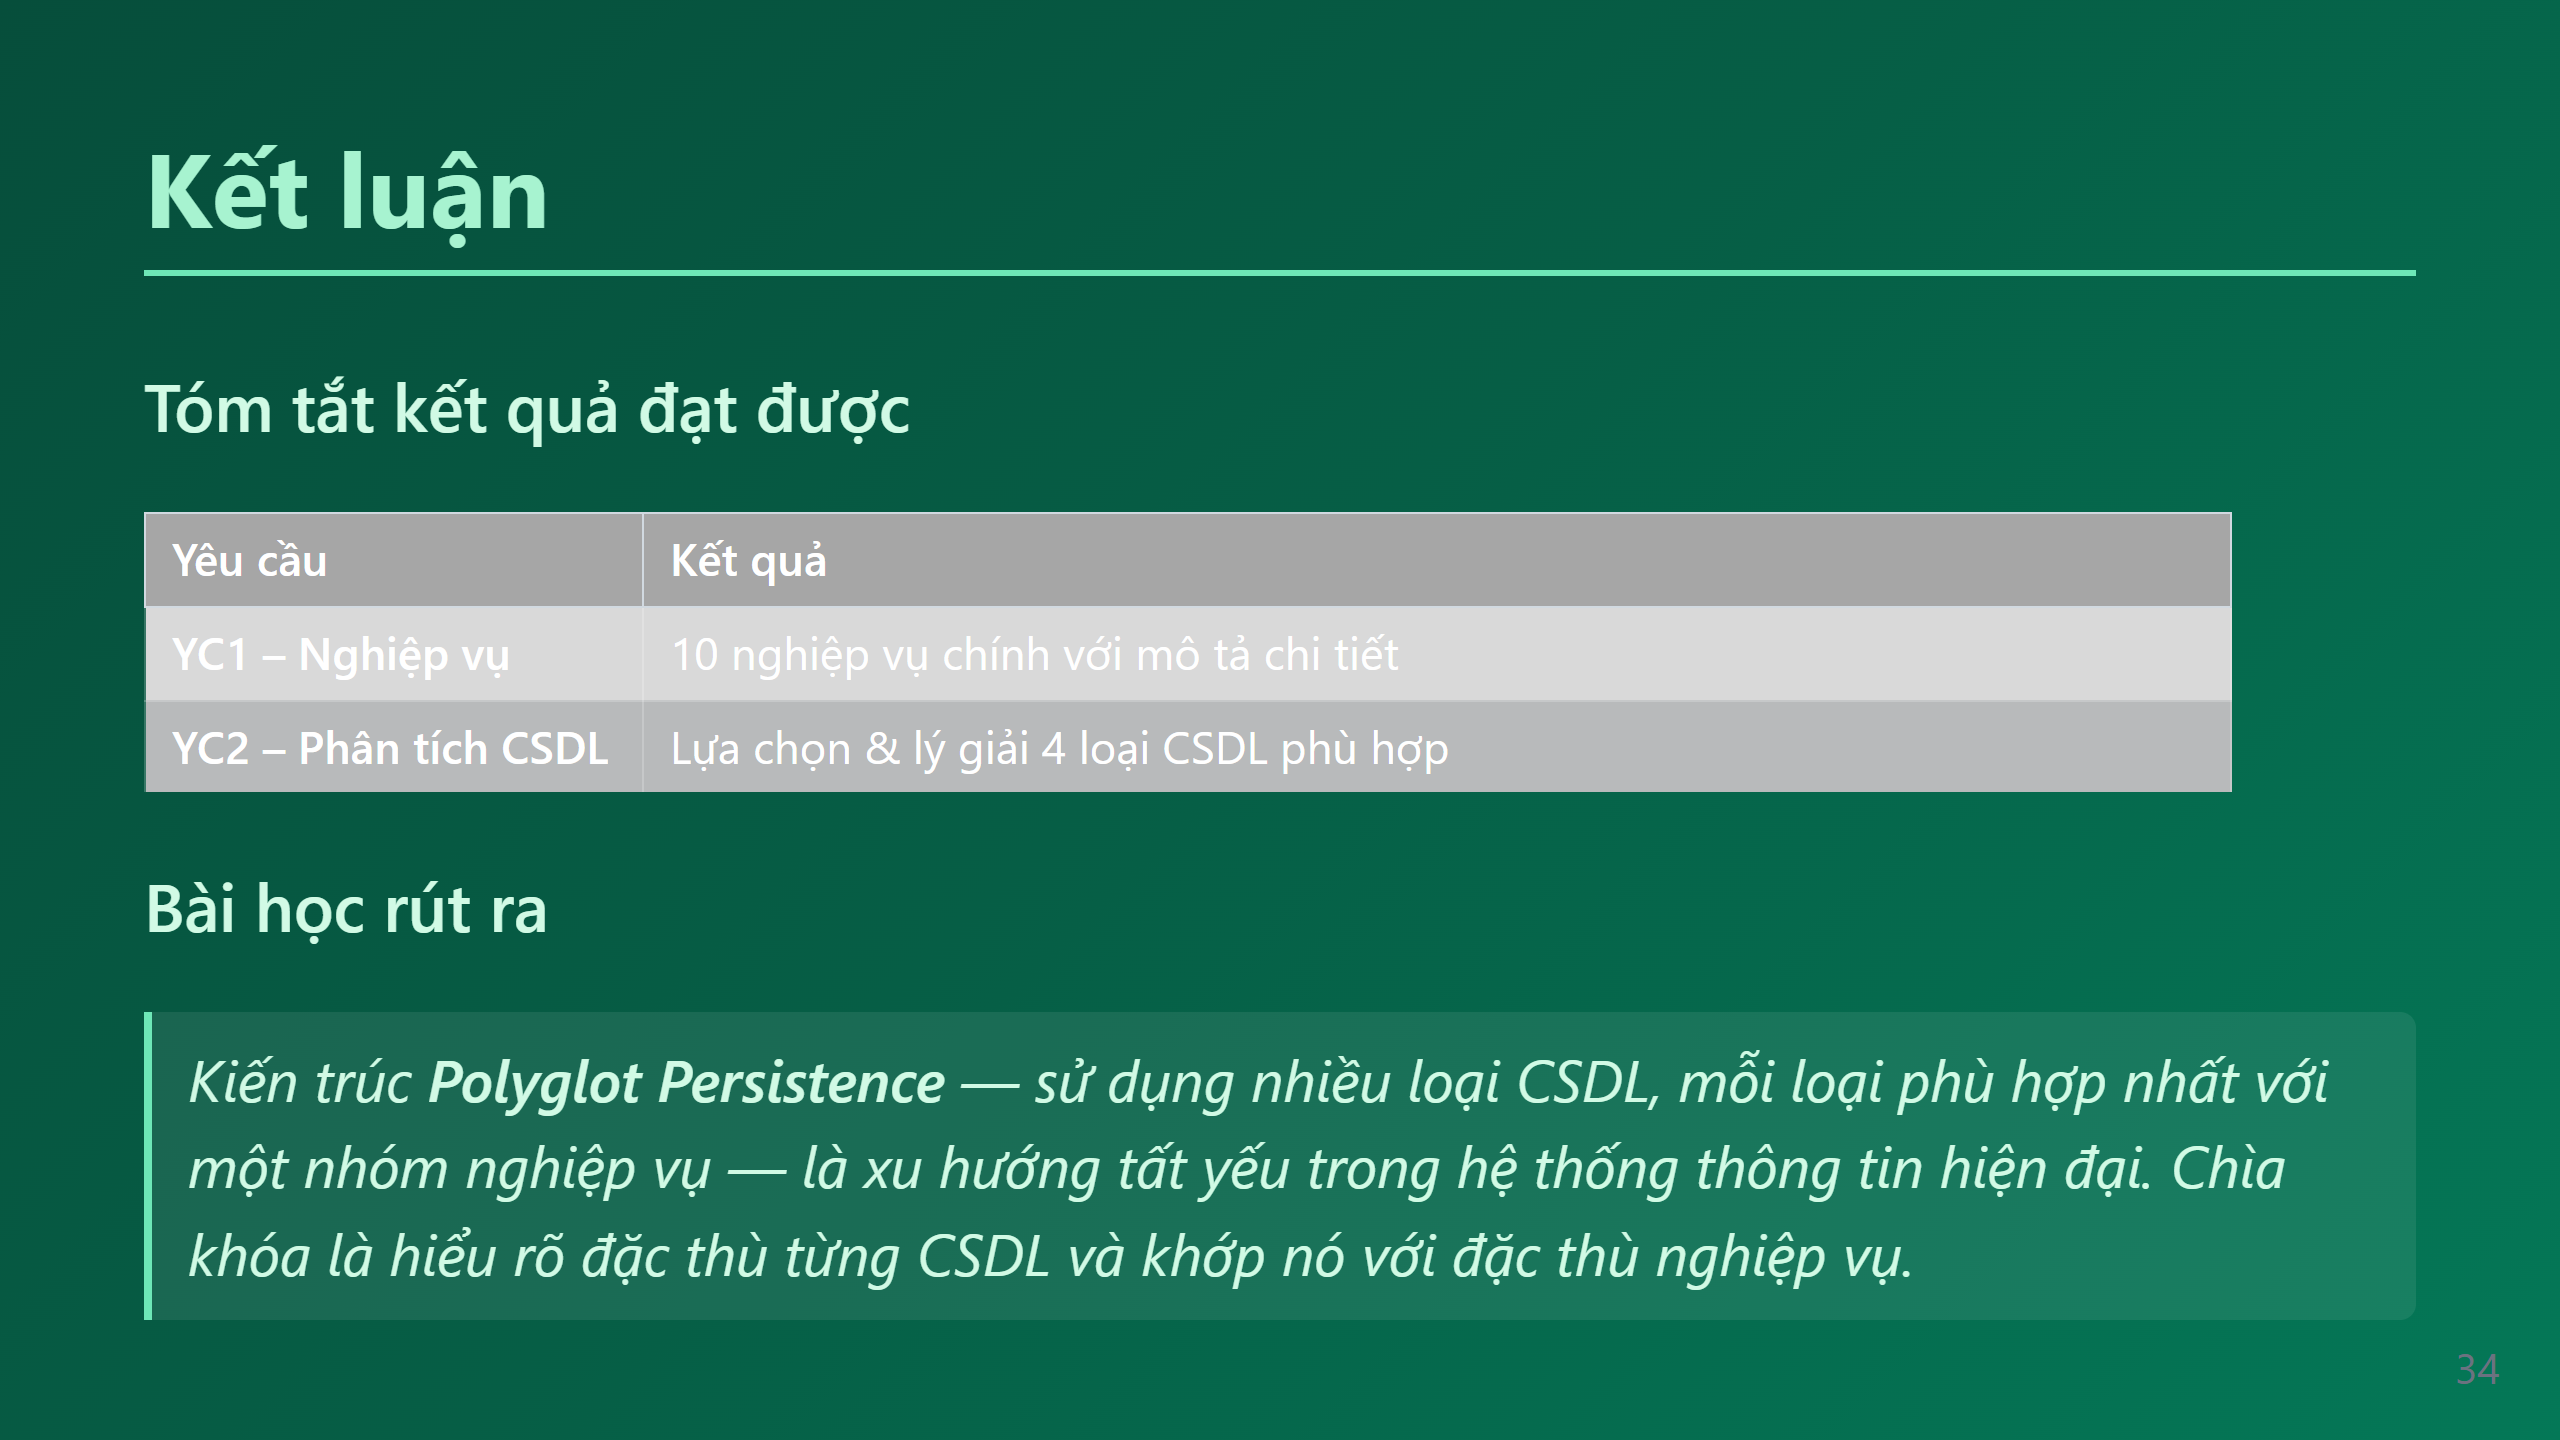 Kết luận
Tóm tắt kết quả đạt được
Yêu cầu Kết quả
YC1 – Nghiệp vụ 10 nghiệp vụ chính với mô tả chi tiết
YC2 – Phân tích CSDL Lựa chọn & lý giải 4 loại CSDL phù hợp
Bài học rút ra
Kiến trúc Polyglot Persistence — sử dụng nhiều loại CSDL, mỗi loại phù hợp nhất với
một nhóm nghiệp vụ — là xu hướng tất yếu trong hệ thống thông tin hiện đại. Chìa
khóa là hiểu rõ đặc thù từng CSDL và khớp nó với đặc thù nghiệp vụ.
34